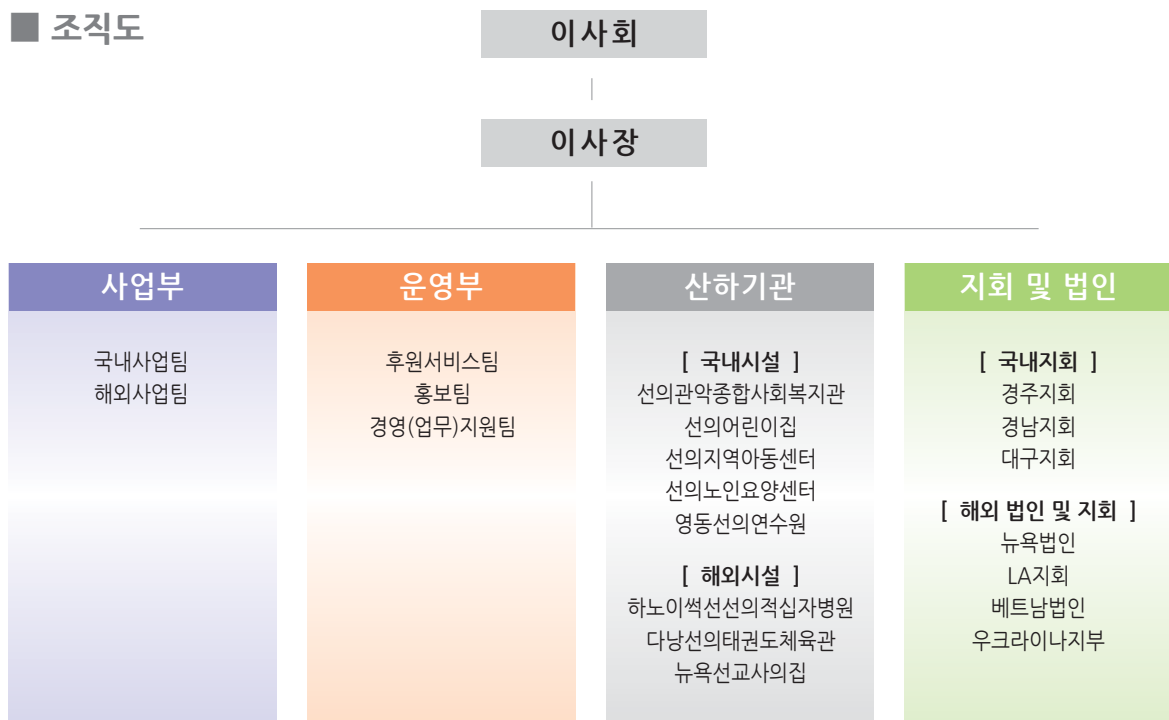 ■ 조직도
이사회
이사장
사업부
국내사업팀
해외사업팀
운영부
후원서비스팀
홍보팀
경영(업무)지원팀
산하기관
[ 국내시설 ]
선의관악종합사회복지관
선의어린이집
선의지역아동센터
선의노인요양센터
영동선의연수원
[ 해외시설 ]
하노이썩선선의적십자병원
다낭선의태권도체육관
뉴욕선교사의집
지회 및 법인
[ 국내지회 ]
경주지회
경남지회
대구지회
[ 해외 법인 및 지회 ]
뉴욕법인
LA지회
베트남법인
우크라이나지부